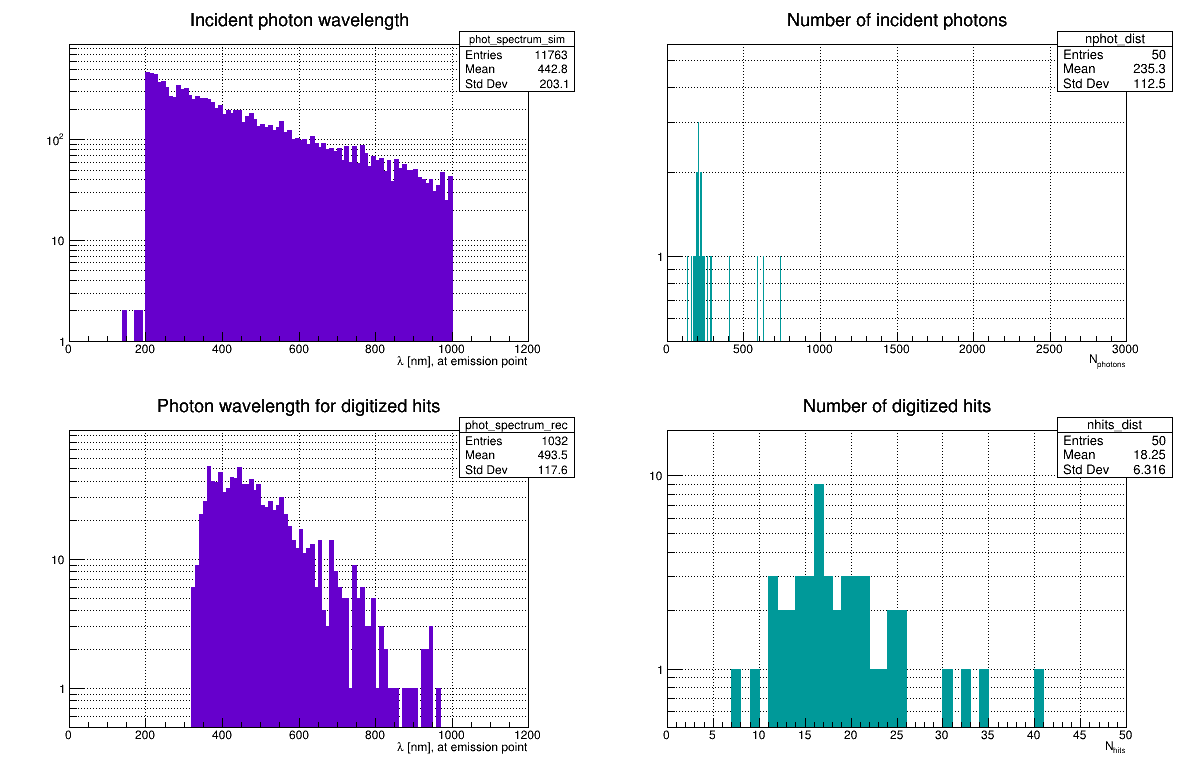 Incident photon wavelength
phot_spectrum_sim
Entries 11763
Mean 442.8
Std Dev 203.1
10²
10
1
0 200 400 600 800 1000 1200
λ [nm], at emission point
Number of incident photons
nphot_dist
Entries 50
Mean 235.3
Std Dev 112.5
1
0 500 1000 1500 2000 2500 3000
Nphotons
Photon wavelength for digitized hits
phot_spectrum_rec
Entries 1032
Mean 493.5
Std Dev 117.6
10
1
0 200 400 600 800 1000 1200
λ [nm], at emission point
Number of digitized hits
nhits_dist
Entries 50
Mean 18.25
Std Dev 6.316
10
1
0 5 10 15 20 25 30 35 40 45 50
Nhits